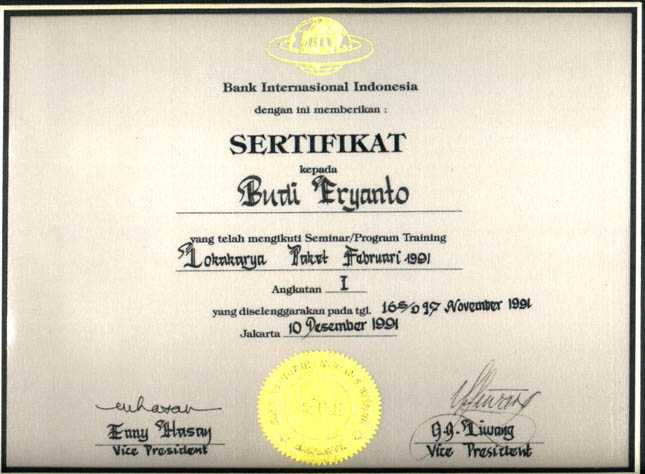 Bank Internasional Indonesia
dengan ini memberikan :
SERTIFIKAT
kepada
Budi Eryanto
yang telah mengikuti Seminar/Program Training
Lokakarya Paket Februari 1991
Angkatan I
yang diselenggarakan pada tgl. 16 s/d 17 November 1991
Jakarta 10 Desember 1991
Enny Hasan
Vice President
G.G. Liwang
Vice President